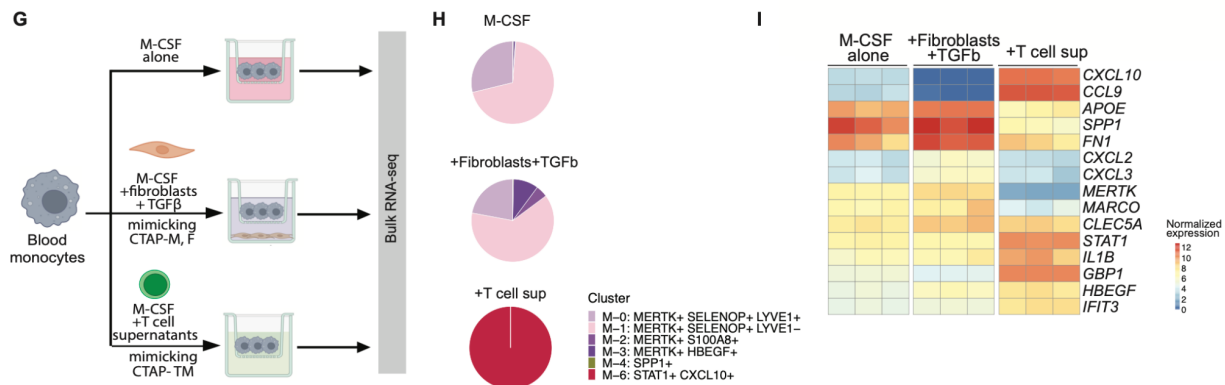 G
M-CSF
alone
M-CSF
+fibroblasts
+ TGFβ
mimicking
CTAP-M, F
Blood
monocytes
M-CSF
+T cell
supernatants
mimicking
CTAP- TM
Bulk RNA-seq
H
M-CSF
+Fibroblasts+TGFb
+T cell sup
Cluster
M–0: MERTK+ SELENOP+ LYVE1+
M–1: MERTK+ SELENOP+ LYVE1–
M–2: MERTK+ S100A8+
M–3: MERTK+ HBEGF+
M–4: SPP1+
M–6: STAT1+ CXCL10+
I
M-CSF
alone
+Fibroblasts
+TGFb
+T cell sup
CXCL10
CCL9
APOE
SPP1
FN1
CXCL2
CXCL3
MERTK
MARCO
CLEC5A
STAT1
IL1B
GBP1
HBEGF
IFIT3
Normalized
expression
12
10
8
6
4
2
0